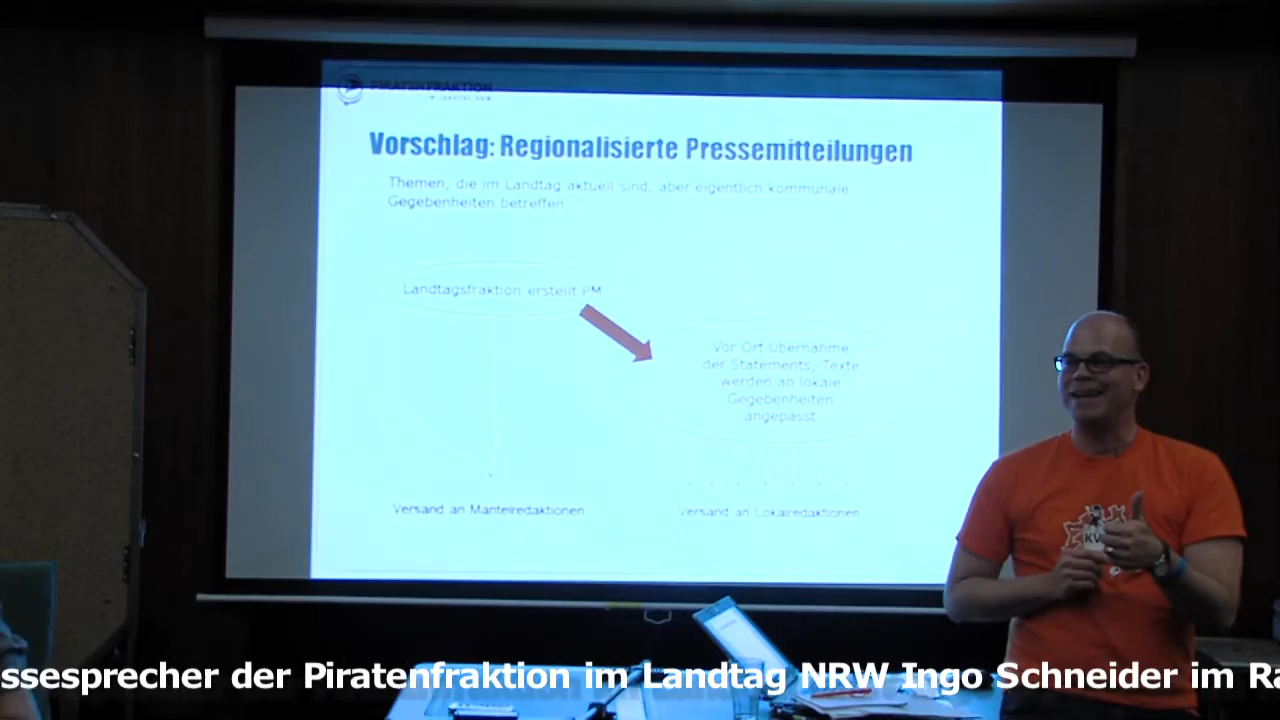 PIRATENFRAKTION
Vorschlag: Regionalisierte Pressemitteilungen
Themen, die im Landtag aktuell sind, aber eigentlich kommunale
Gegebenheiten betreffen
Landtagsfraktion erstellt PM
Vor Ort Übernahme
der Statements, Texte
werden an lokale
Gegebenheiten
angepasst
Versand an Mantelredaktionen
Versand an Lokalredaktionen
KV
ssesprecher der Piratenfraktion im Landtag NRW Ingo Schneider im Ra